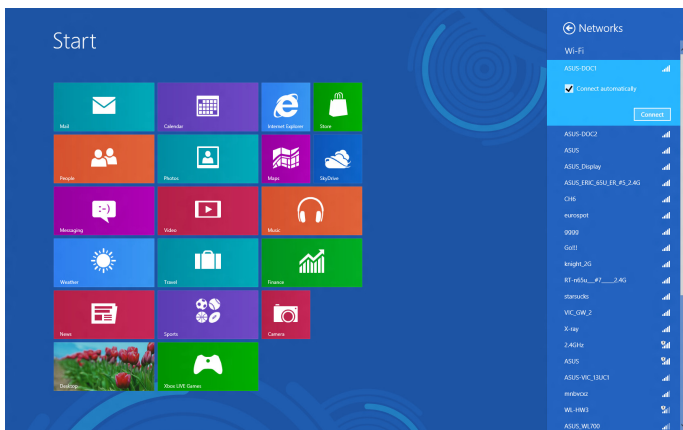 Start
Mail
Calendar
Internet Explorer
Store
People
Photos
Maps
SkyDrive
Messaging
:-)
Video
Music
Weather
Travel
Finance
News
Sports
Camera
Desktop
Xbox LIVE Games
Networks
Wi-Fi
ASUS-DOC1
Connect automatically
Connect
ASUS-DOC2
ASUS
ASUS_Display
ASUS_ERIC_65U_ER_#5_2.4G
CH6
eurospot
gggg
Go!!!
knight_2G
RT-n65u__#7____2.4G
starsucks
VIC_GW_2
X-ray
2.4GHz
ASUS
ASUS-VIC_13UC1
mnbvcxz
WL-HW3
ASUS_WL700